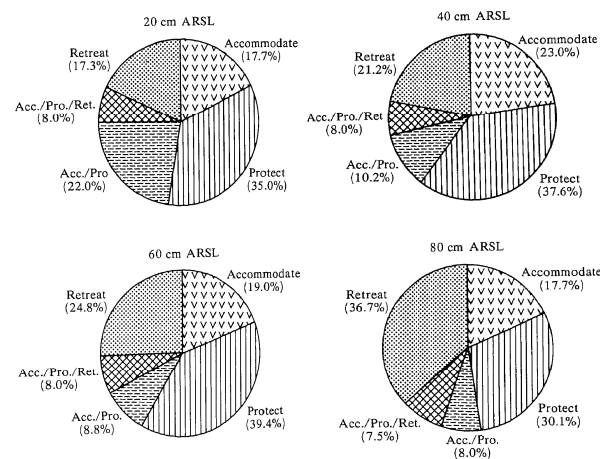 20 cm ARSL
Retreat
(17.3%)
Accommodate
(17.7%)
Acc./Pro./Ret.
(8.0%)
Acc./Pro
(22.0%)
Protect
(35.0%)
40 cm ARSL
Retreat
(21.2%)
Accommodate
(23.0%)
Acc./Pro./Ret
(8.0%)
Acc./Pro.
(10.2%)
Protect
(37.6%)
60 cm ARSL
Retreat
(24.8%)
Accommodate
(19.0%)
Acc./Pro./Ret.
(8.0%)
Acc./Pro.
(8.8%)
Protect
(39.4%)
80 cm ARSL
Retreat
(36.7%)
Accommodate
(17.7%)
Acc./Pro./Ret.
(7.5%)
Acc./Pro.
(8.0%)
Protect
(30.1%)